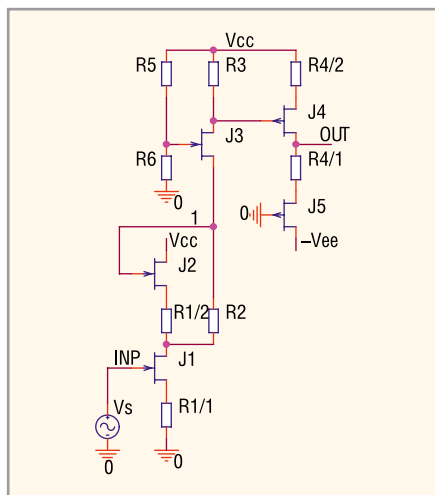 Vcc
R5
R3
R4/2
J4
J3
OUT
R6
R4/1
0
1
0
J5
Vcc
–Vee
J2
R1/2
R2
INP
J1
Vs
R1/1
0
0